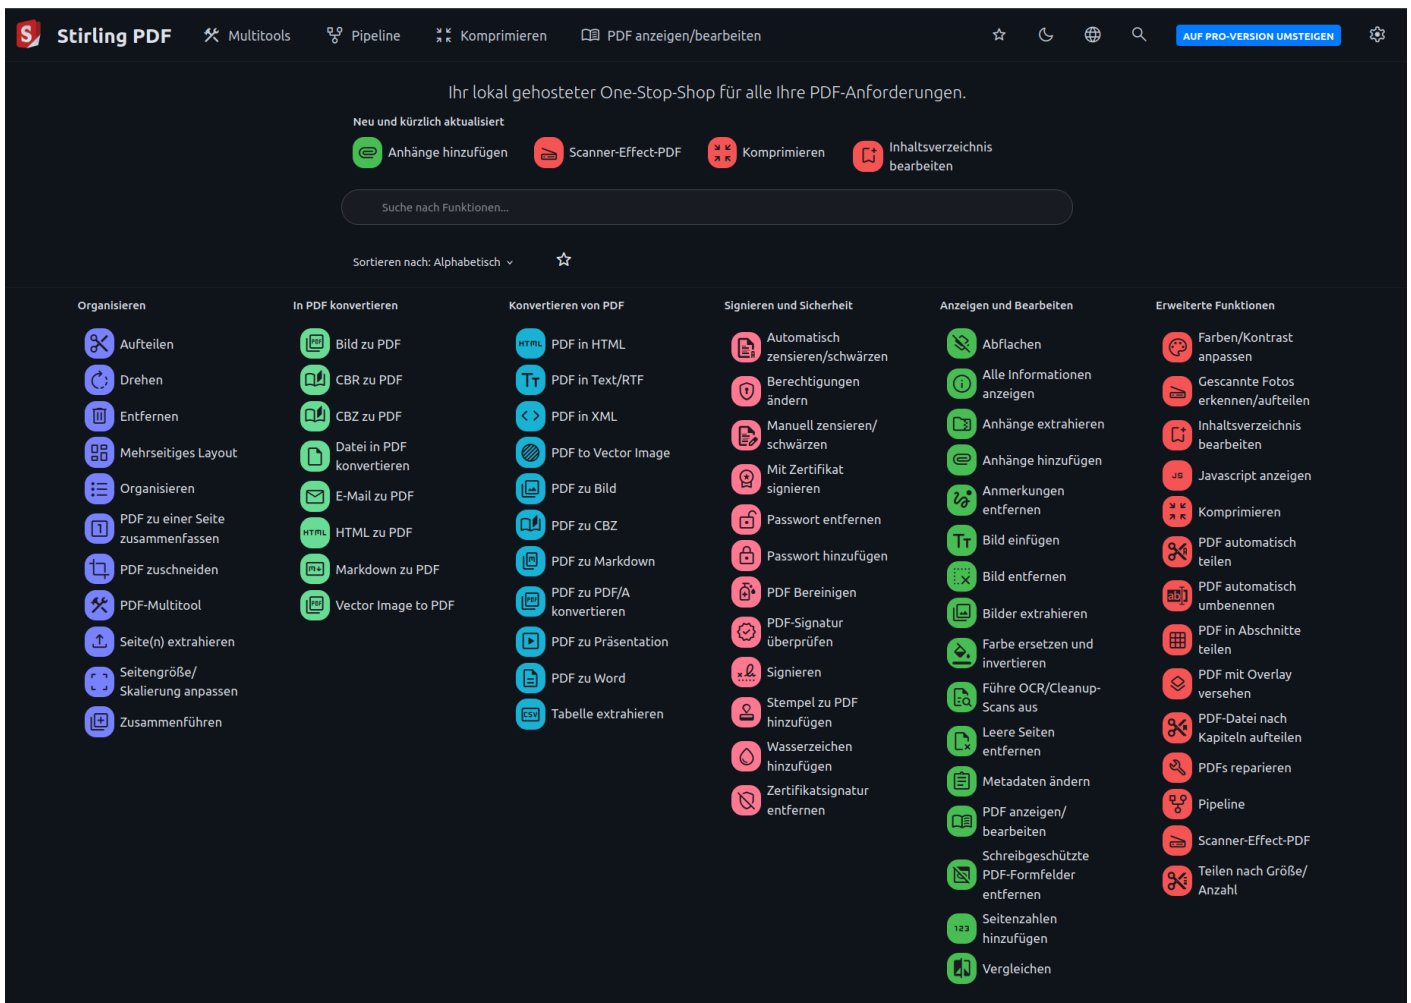 Stirling PDF
Multitools
Pipeline
Komprimieren
PDF anzeigen/bearbeiten
AUF PRO-VERSION UMSTEIGEN
Ihr lokal gehosteter One-Stop-Shop für alle Ihre PDF-Anforderungen.
Neu und kürzlich aktualisiert
Anhänge hinzufügen
Scanner-Effect-PDF
Komprimieren
Inhaltsverzeichnis
bearbeiten
Suche nach Funktionen...
Sortieren nach: Alphabetisch
Organisieren
Aufteilen
Drehen
Entfernen
Mehrseitiges Layout
Organisieren
PDF zu einer Seite
zusammenfassen
PDF zuschneiden
PDF-Multitool
Seite(n) extrahieren
Seitengröße/
Skalierung anpassen
Zusammenführen
In PDF konvertieren
Bild zu PDF
CBR zu PDF
CBZ zu PDF
Datei in PDF
konvertieren
E-Mail zu PDF
HTML zu PDF
Markdown zu PDF
Vector Image to PDF
Konvertieren von PDF
PDF in HTML
PDF in Text/RTF
PDF in XML
PDF to Vector Image
PDF zu Bild
PDF zu CBZ
PDF zu Markdown
PDF zu PDF/A
konvertieren
PDF zu Präsentation
PDF zu Word
Tabelle extrahieren
Signieren und Sicherheit
Automatisch
zensieren/schwärzen
Berechtigungen
ändern
Manuell zensieren/
schwärzen
Mit Zertifikat
signieren
Passwort entfernen
Passwort hinzufügen
PDF Bereinigen
PDF-Signatur
überprüfen
Signieren
Stempel zu PDF
hinzufügen
Wasserzeichen
hinzufügen
Zertifikatsignatur
entfernen
Anzeigen und Bearbeiten
Abflachen
Alle Informationen
anzeigen
Anhänge extrahieren
Anhänge hinzufügen
Anmerkungen
entfernen
Bild einfügen
Bild entfernen
Bilder extrahieren
Farbe ersetzen und
invertieren
Führe OCR/Cleanup-
Scans aus
Leere Seiten
entfernen
Metadaten ändern
PDF anzeigen/
bearbeiten
Schreibgeschützte
PDF-Formfelder
entfernen
Seitenzahlen
hinzufügen
Vergleichen
Erweiterte Funktionen
Farben/Kontrast
anpassen
Gescannte Fotos
erkennen/aufteilen
Inhaltsverzeichnis
bearbeiten
Javascript anzeigen
Komprimieren
PDF automatisch
teilen
PDF automatisch
umbenennen
PDF in Abschnitte
teilen
PDF mit Overlay
versehen
PDF-Datei nach
Kapiteln aufteilen
PDFs reparieren
Pipeline
Scanner-Effect-PDF
Teilen nach Größe/
Anzahl